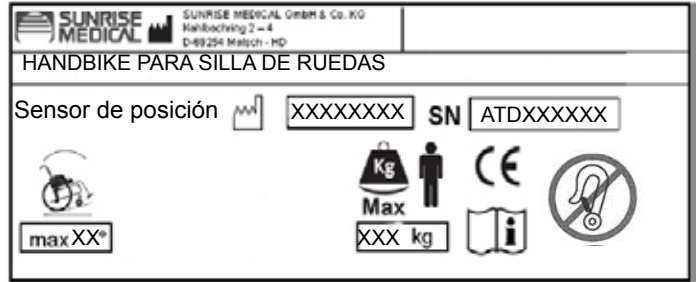 SUNRISE MEDICAL
SUNRISE MEDICAL GmbH & Co. KG
Kahlbachring 2 – 4
D-69254 Malsch - HD
HANDBIKE PARA SILLA DE RUEDAS
Sensor de posición XXXXXXXX SN ATDXXXXXX
Kg
Max
max XX°
XXX kg
i
CE